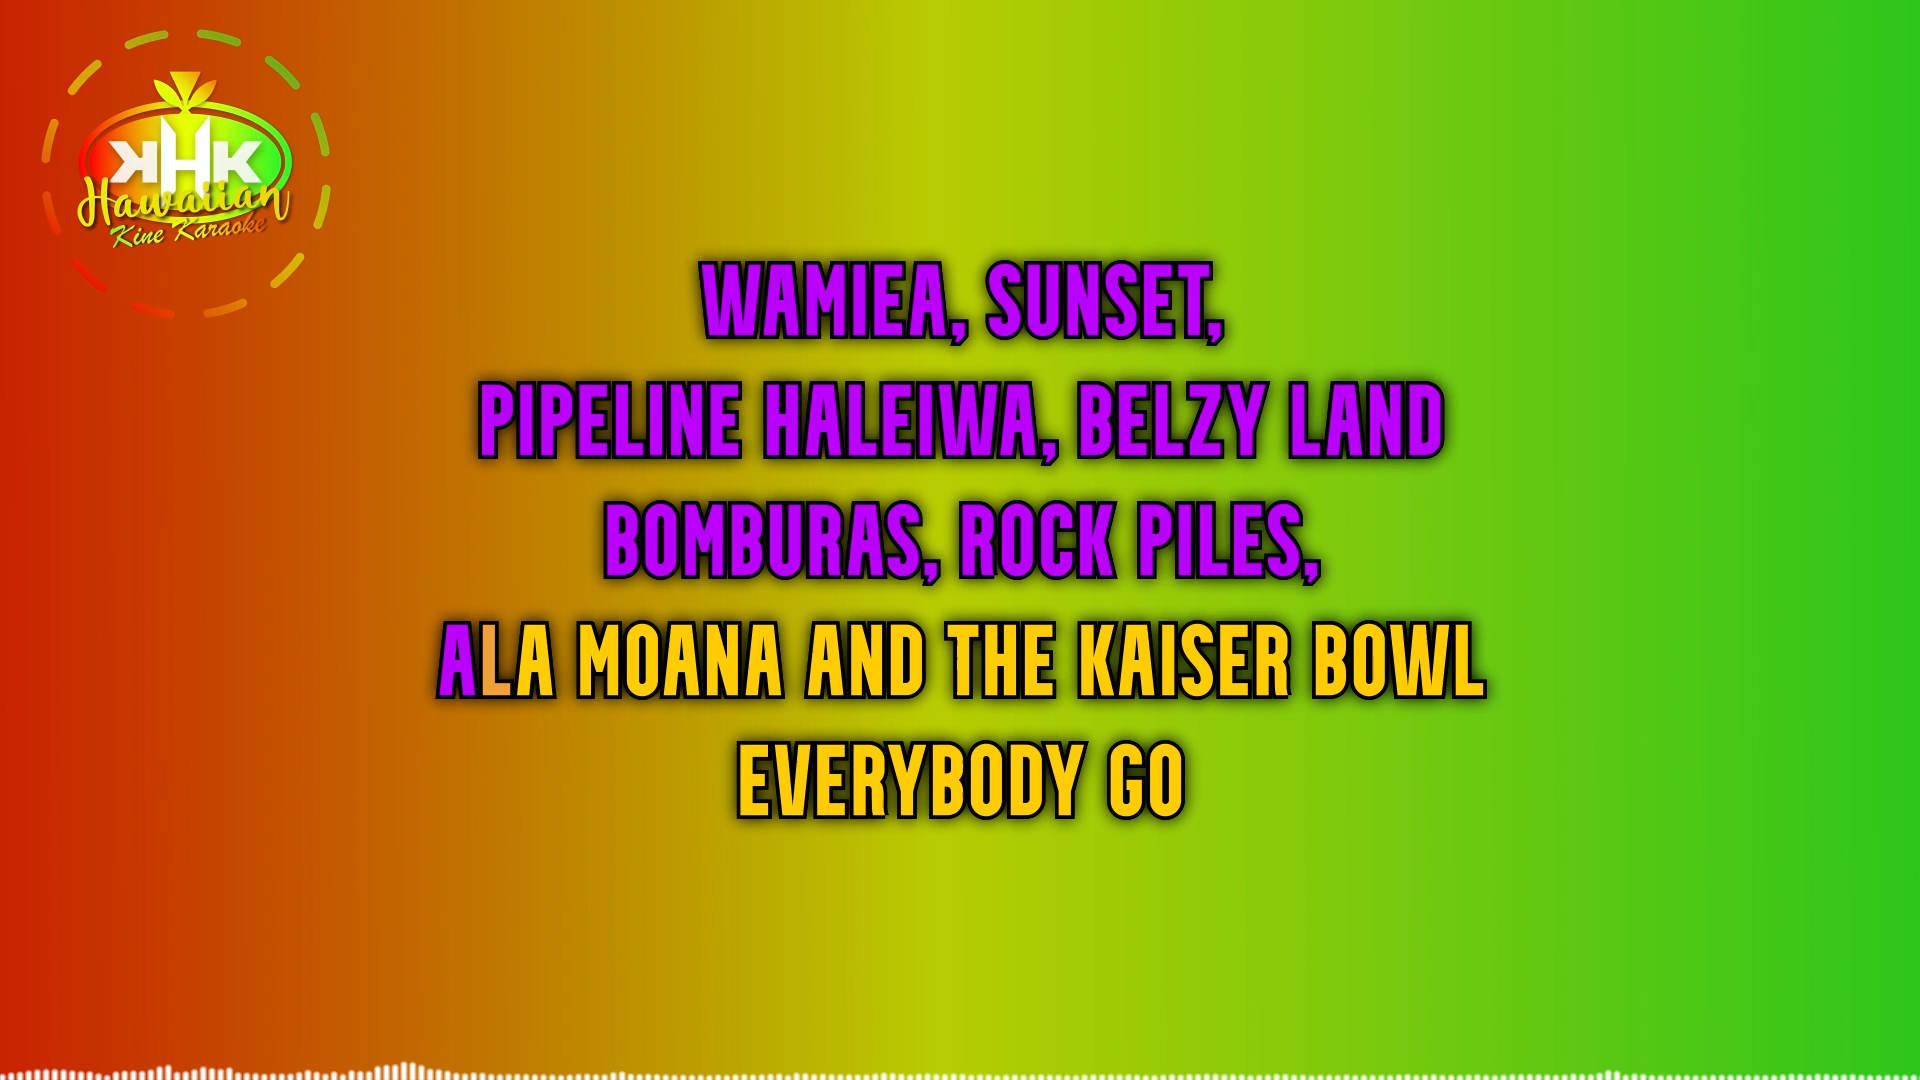 KHK
Hawaiian
Kine Karaoke
WAMIEA, SUNSET,
PIPELINE HALEIWA, BELZY LAND
BOMBURAS, ROCK PILES,
ALA MOANA AND THE KAISER BOWL
EVERYBODY GO